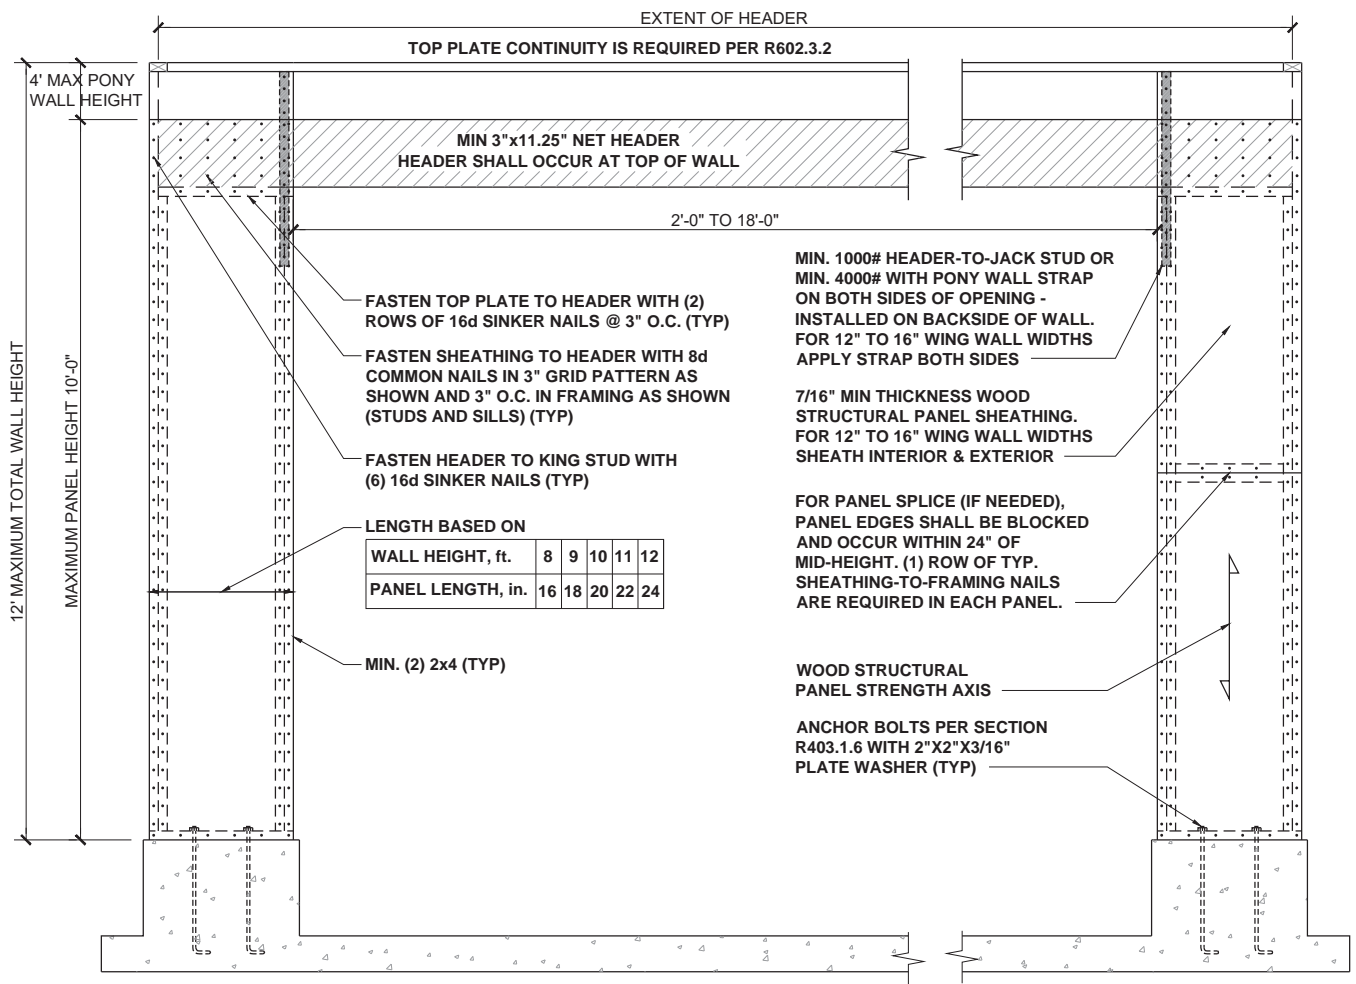 EXTENT OF HEADER
TOP PLATE CONTINUITY IS REQUIRED PER R602.3.2
4' MAX PONY
WALL HEIGHT
MIN 3"x11.25" NET HEADER
HEADER SHALL OCCUR AT TOP OF WALL
2'-0" TO 18'-0"
12' MAXIMUM TOTAL WALL HEIGHT
MAXIMUM PANEL HEIGHT 10'-0"
FASTEN TOP PLATE TO HEADER WITH (2)
ROWS OF 16d SINKER NAILS @ 3" O.C. (TYP)
FASTEN SHEATHING TO HEADER WITH 8d
COMMON NAILS IN 3" GRID PATTERN AS
SHOWN AND 3" O.C. IN FRAMING AS SHOWN
(STUDS AND SILLS) (TYP)
FASTEN HEADER TO KING STUD WITH
(6) 16d SINKER NAILS (TYP)
LENGTH BASED ON
WALL HEIGHT, ft. 8 9 10 11 12
PANEL LENGTH, in. 16 18 20 22 24
MIN. (2) 2x4 (TYP)
MIN. 1000# HEADER-TO-JACK STUD OR
MIN. 4000# WITH PONY WALL STRAP
ON BOTH SIDES OF OPENING -
INSTALLED ON BACKSIDE OF WALL.
FOR 12" TO 16" WING WALL WIDTHS
APPLY STRAP BOTH SIDES
7/16" MIN THICKNESS WOOD
STRUCTURAL PANEL SHEATHING.
FOR 12" TO 16" WING WALL WIDTHS
SHEATH INTERIOR & EXTERIOR
FOR PANEL SPLICE (IF NEEDED),
PANEL EDGES SHALL BE BLOCKED
AND OCCUR WITHIN 24" OF
MID-HEIGHT. (1) ROW OF TYP.
SHEATHING-TO-FRAMING NAILS
ARE REQUIRED IN EACH PANEL.
WOOD STRUCTURAL
PANEL STRENGTH AXIS
ANCHOR BOLTS PER SECTION
R403.1.6 WITH 2"X2"X3/16"
PLATE WASHER (TYP)